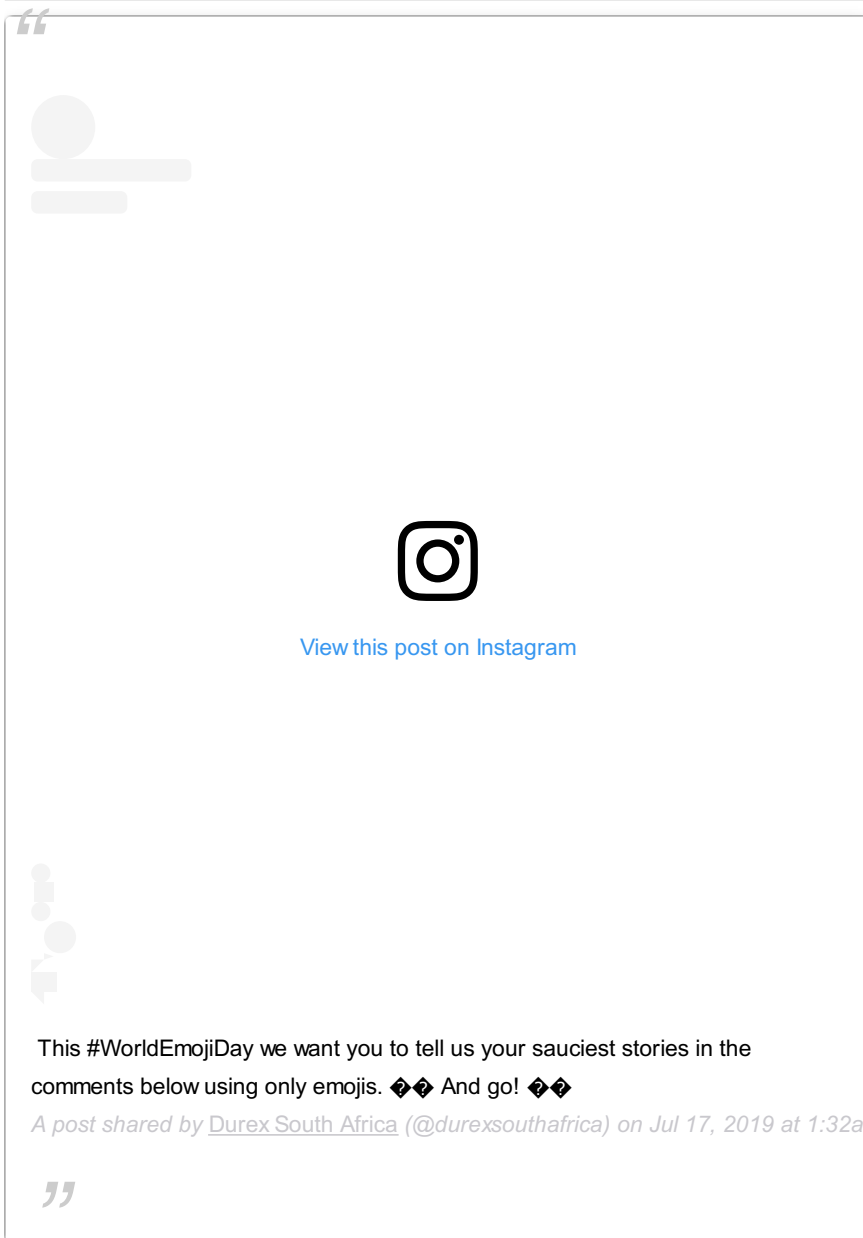 “
View this post on Instagram
This #WorldEmojiDay we want you to tell us your sauciest stories in the
comments below using only emojis. �� And go! ��
A post shared by Durex South Africa (@durexsouthafrica) on Jul 17, 2019 at 1:32a
”